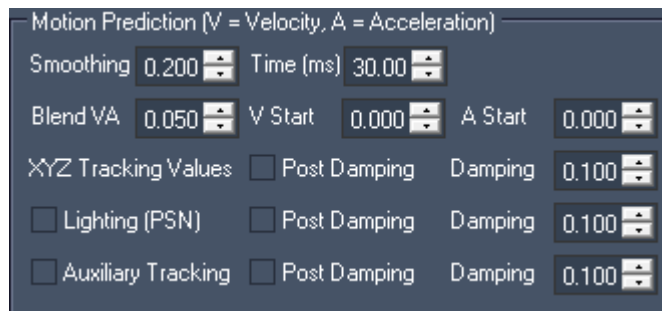 Motion Prediction (V = Velocity, A = Acceleration)
Smoothing 0.200 Time (ms) 30.00
Blend VA 0.050 V Start 0.000 A Start 0.000
XYZ Tracking Values Post Damping Damping 0.100
Lighting (PSN) Post Damping Damping 0.100
Auxiliary Tracking Post Damping Damping 0.100